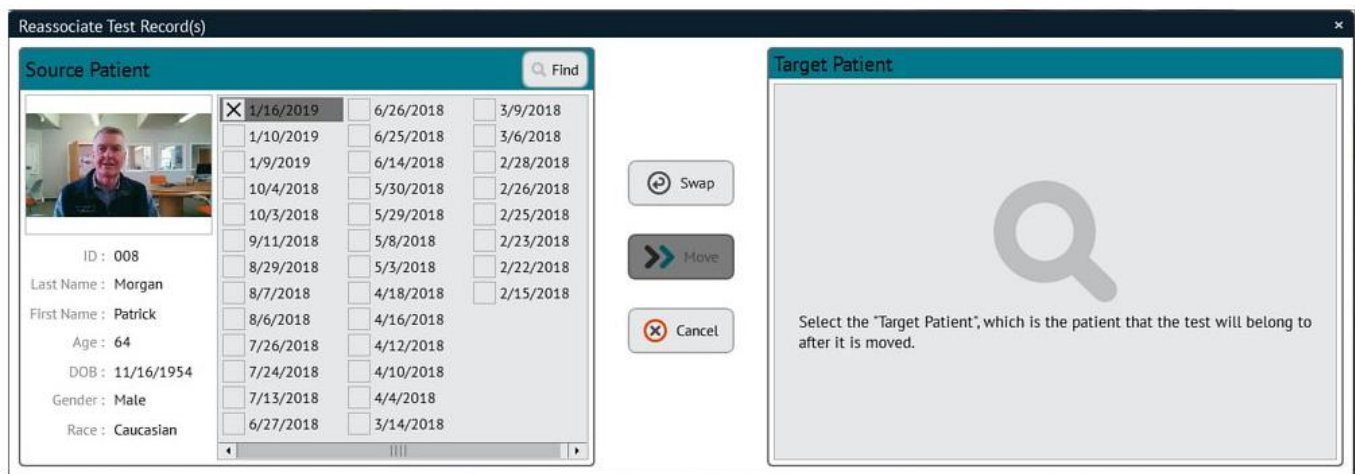 Reassociate Test Record(s)
Source Patient
Find
ID : 008
Last Name : Morgan
First Name : Patrick
Age : 64
DOB : 11/16/1954
Gender : Male
Race : Caucasian
1/16/2019
1/10/2019
1/9/2019
10/4/2018
10/3/2018
9/11/2018
8/29/2018
8/7/2018
8/6/2018
7/26/2018
7/24/2018
7/13/2018
6/27/2018
6/26/2018
6/25/2018
6/14/2018
5/30/2018
5/29/2018
5/8/2018
5/3/2018
4/18/2018
4/16/2018
4/12/2018
4/10/2018
4/4/2018
3/14/2018
3/9/2018
3/6/2018
2/28/2018
2/26/2018
2/25/2018
2/23/2018
2/22/2018
2/15/2018
Swap
Move
Cancel
Target Patient
Select the "Target Patient", which is the patient that the test will belong to
after it is moved.